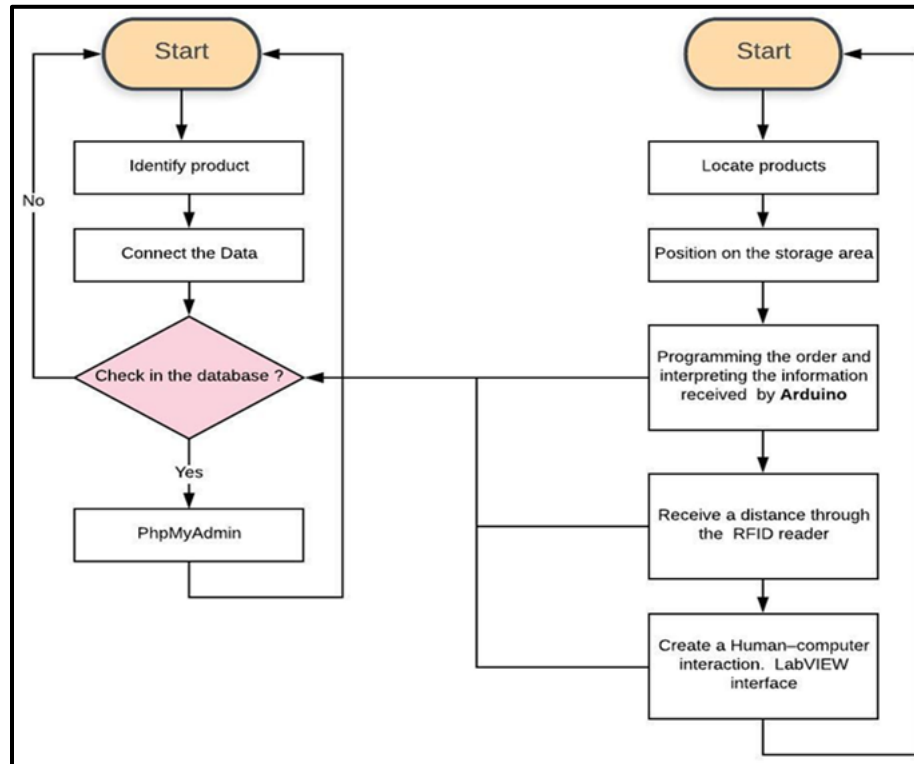 Start
Identify product
No
Connect the Data
Check in the database ?
Yes
PhpMyAdmin
Start
Locate products
Position on the storage area
Programming the order and
interpreting the information
received by Arduino
Receive a distance through
the RFID reader
Create a Human–computer
interaction. LabVIEW
interface